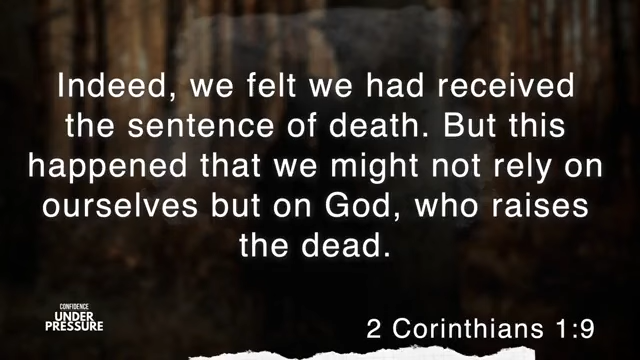 Indeed, we felt we had received
the sentence of death. But this
happened that we might not rely on
ourselves but on God, who raises
the dead.
CONFIDENCE
UNDER
PRESSURE
2 Corinthians 1:9